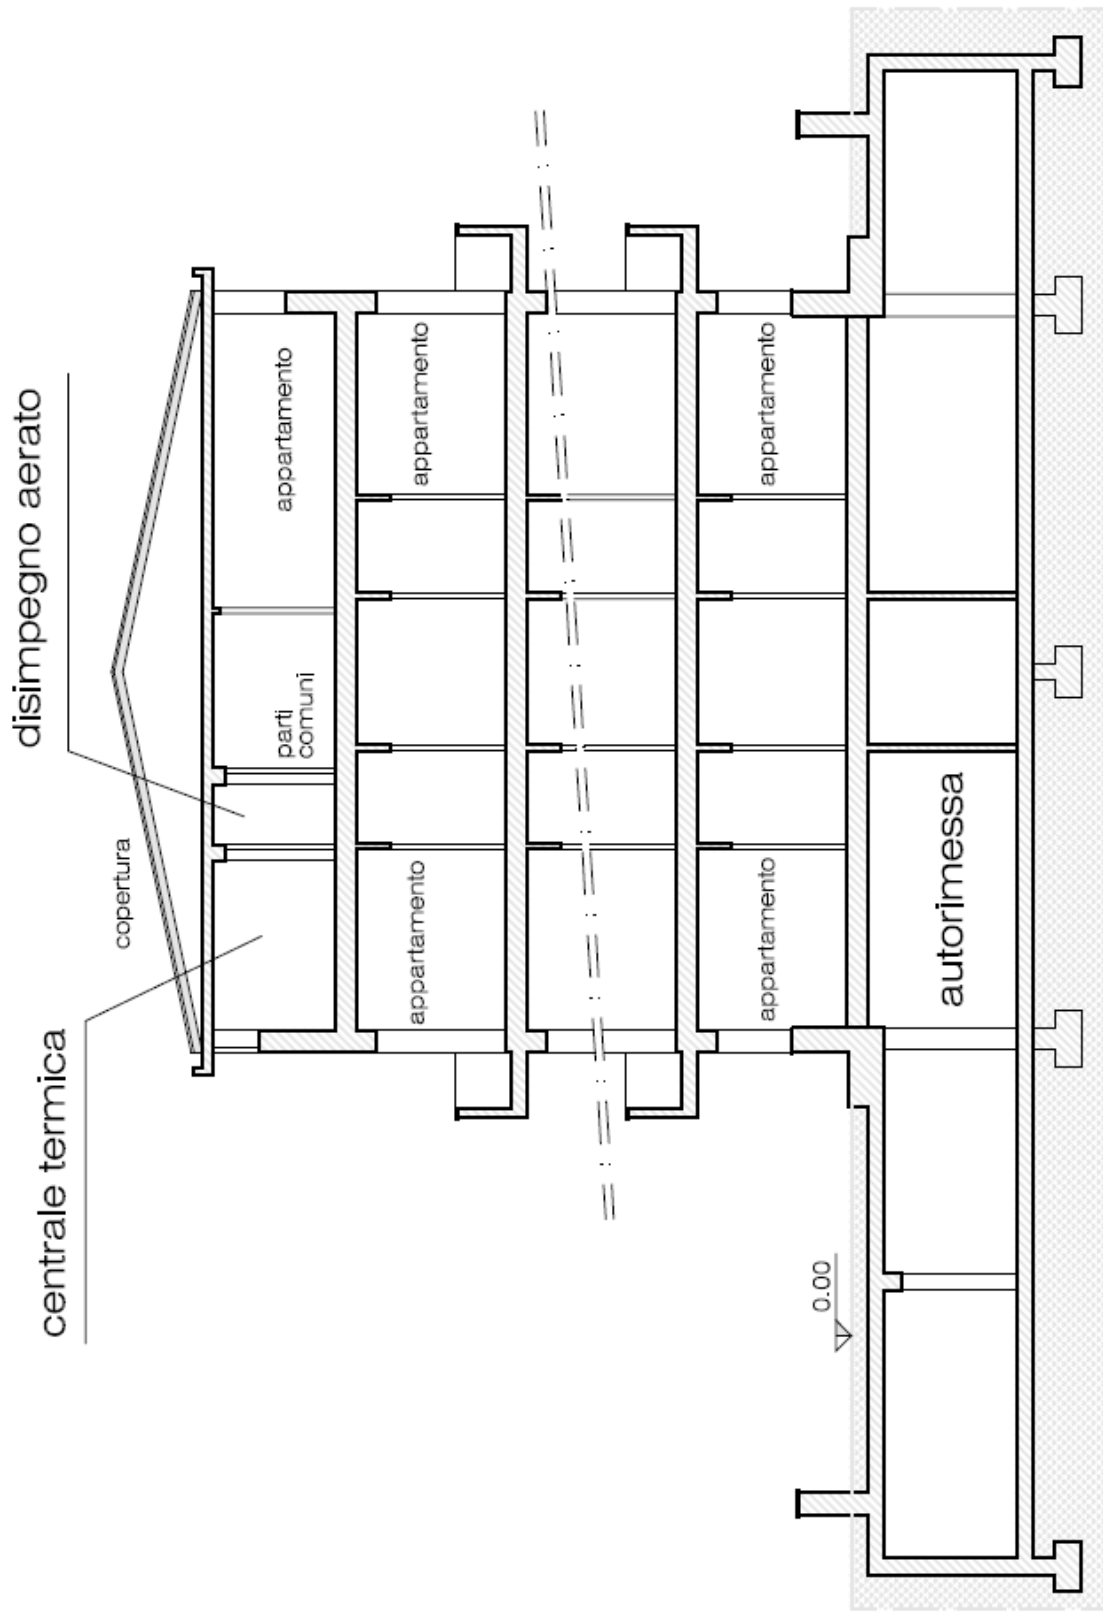 disimpegno aerato
centrale termica
copertura
parti
comuni
appartamento
appartamento
appartamento
appartamento
appartamento
0.00
autorimessa